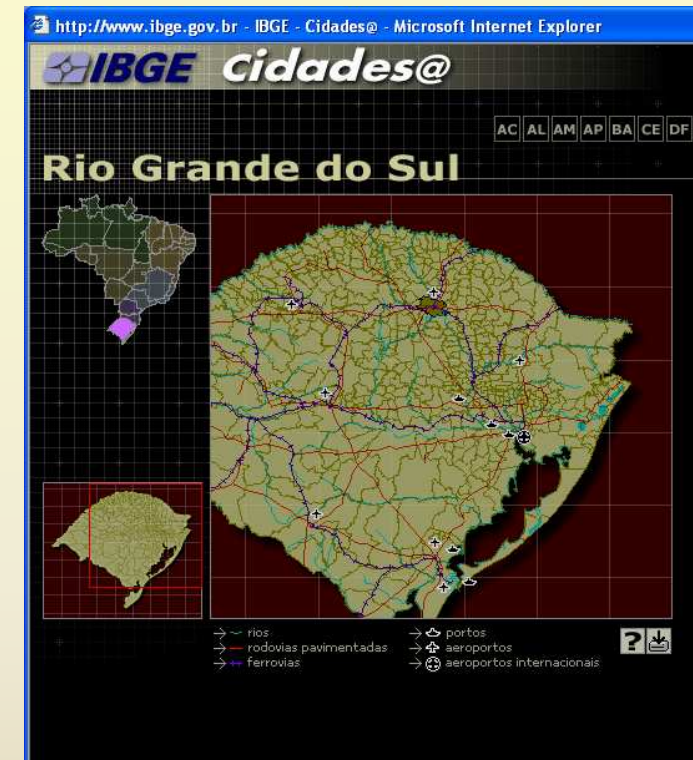 http://www.ibge.gov.br - IBGE - Cidades@ - Microsoft Internet Explorer
IBGE Cidades@
AC AL AM AP BA CE DF
Rio Grande do Sul
rios
rodovias pavimentadas
ferrovias
portos
aeroportos
aeroportos internacionais
?